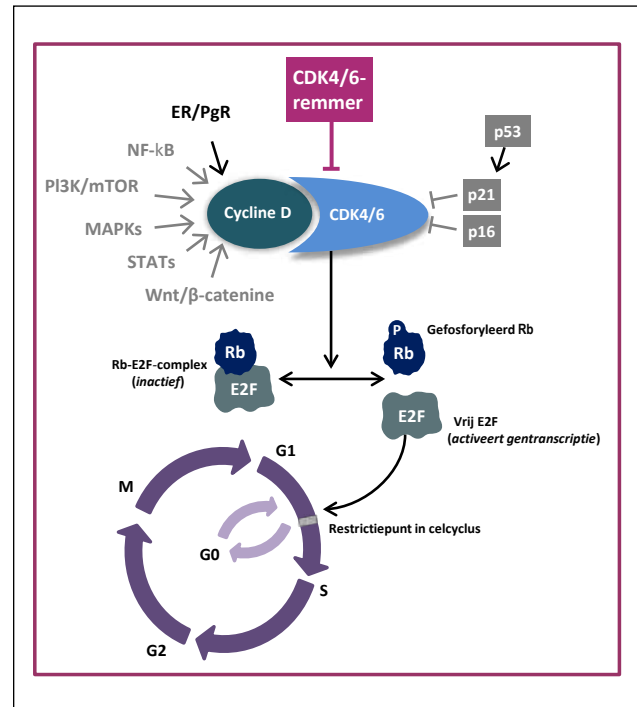 CDK4/6-
remmer
ER/PgR
p53
NF-kB
PI3K/mTOR
p21
Cycline D
CDK4/6
MAPKs
p16
STATs
Wnt/β-catenine
P
Rb
Gefosforyleerd Rb
Rb
Rb-E2F-complex
(inactief)
E2F
E2F
Vrij E2F
(activeert gentranscriptie)
G1
M
Restrictiepunt in celcyclus
G0
S
G2